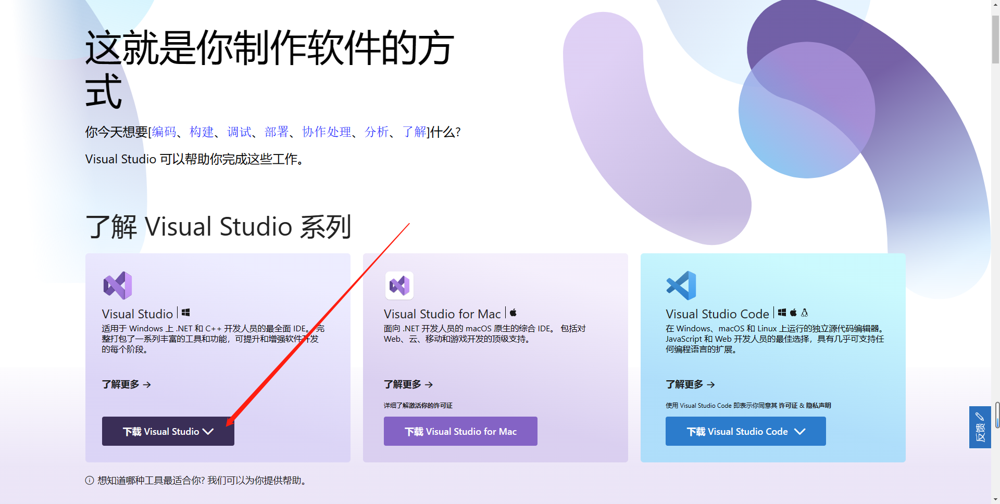 这就是你制作软件的方
式
你今天想要[编码、构建、调试、部署、协作处理、分析、了解]什么?
Visual Studio 可以帮助你完成这些工作。
了解 Visual Studio 系列
Visual Studio
适用于 Windows 上 .NET 和 C++ 开发人员的最全面 IDE。 完
整打包了一系列丰富的工具和功能，可提升和增强软件开发
的每个阶段。
了解更多
下载 Visual Studio
Visual Studio for Mac
面向 .NET 开发人员的 macOS 原生的综合 IDE。 包括对
Web、云、移动和游戏开发的顶级支持。
了解更多
详细了解激活你的许可证
下载 Visual Studio for Mac
Visual Studio Code
在 Windows、macOS 和 Linux 上运行的独立源代码编辑器。
JavaScript 和 Web 开发人员的最佳选择，具有几乎可支持任
何编程语言的扩展。
了解更多
使用 Visual Studio Code 即表示你同意其 许可证 & 隐私声明
下载 Visual Studio Code
反馈
想知道哪种工具最适合你? 我们可以为你提供帮助。